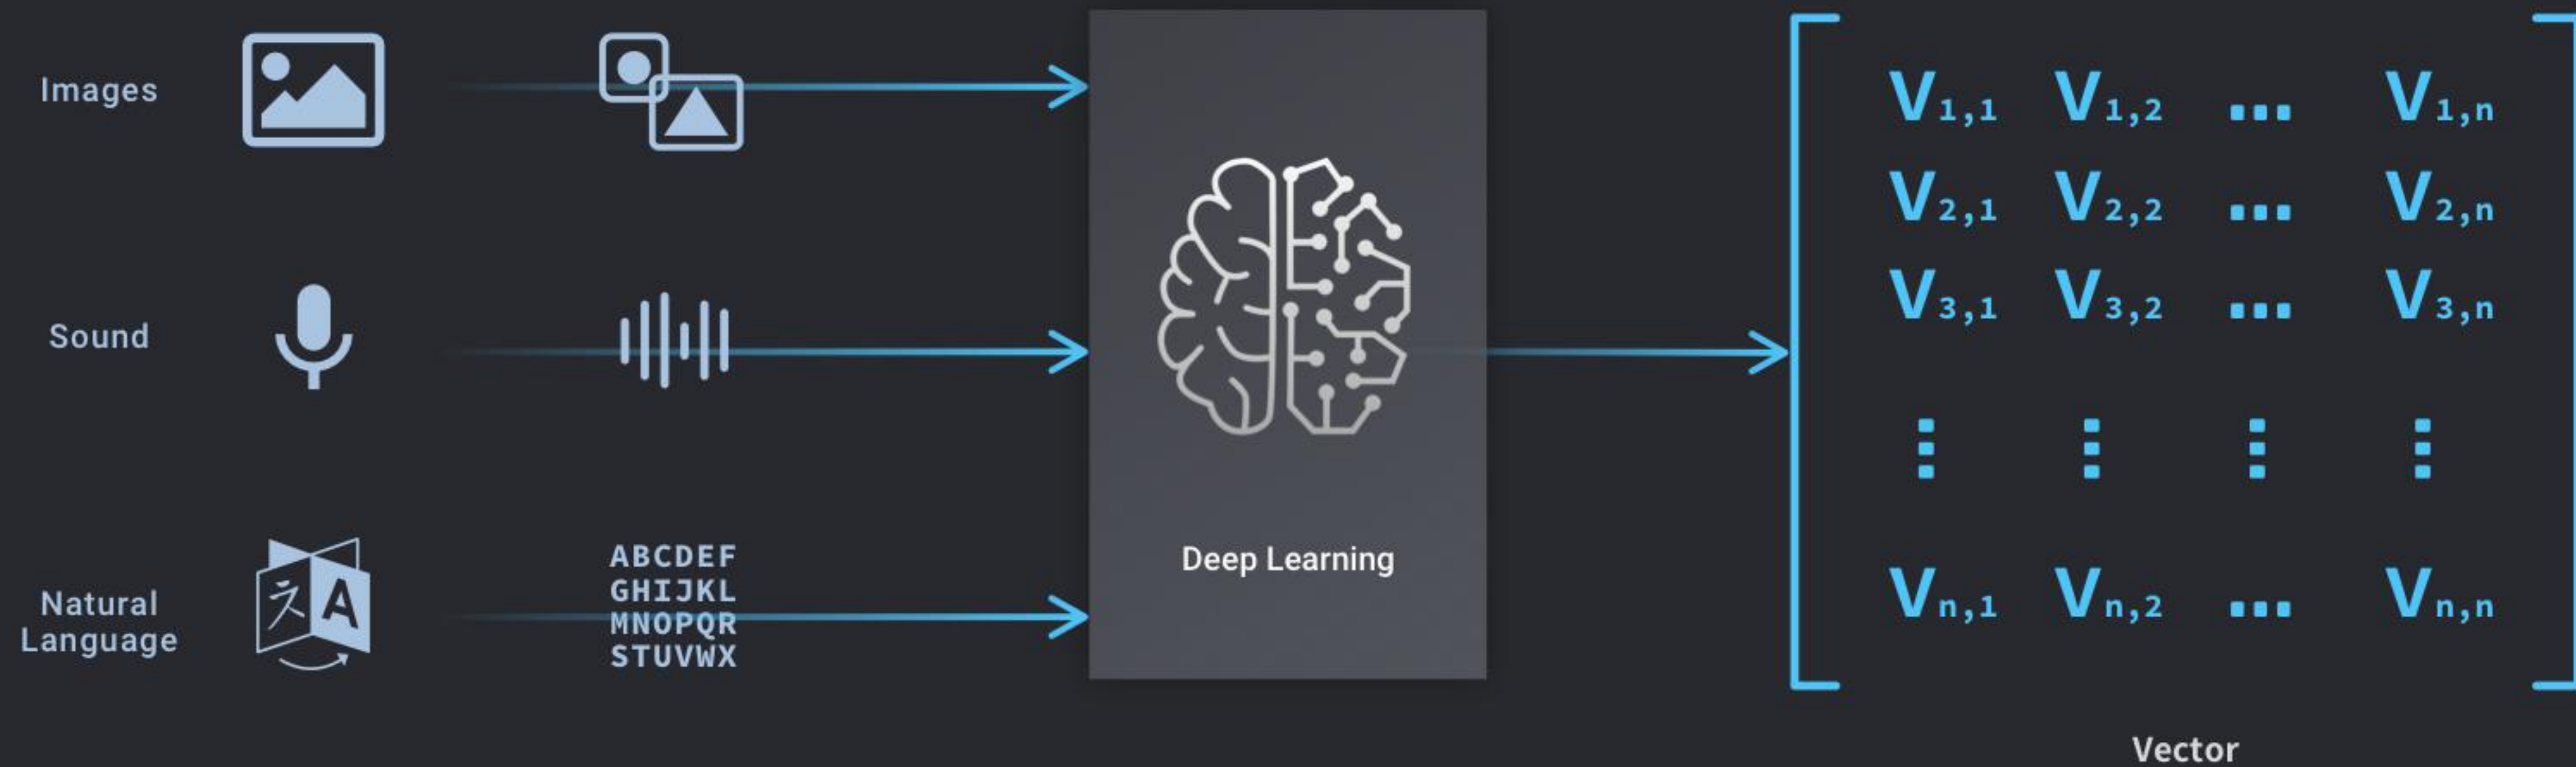 Images
Sound
Natural
Language
文 A
ABCDEF
GHIJKL
MNOPQR
STUVWX
Deep Learning
V1,1 V1,2 ... V1,n
V2,1 V2,2 ... V2,n
V3,1 V3,2 ... V3,n
⋮ ⋮ ⋮ ⋮
Vn,1 Vn,2 ... Vn,n
Vector